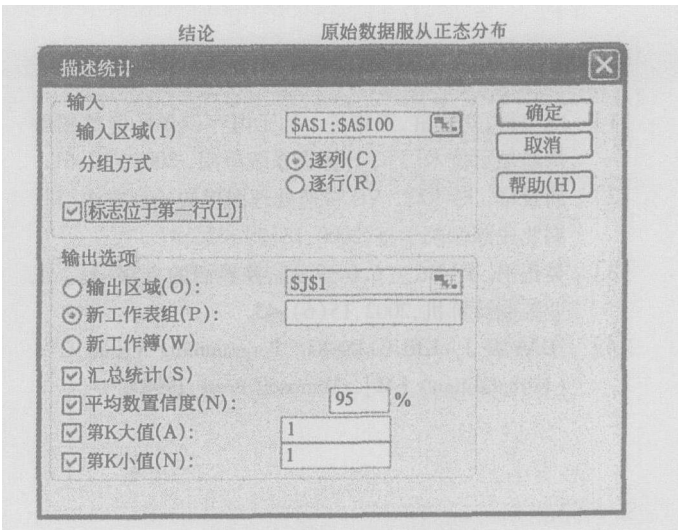 结论 原始数据服从正态分布
描述统计
输入
输入区域(I) $AS1:$AS100
确定
分组方式 逐列(C)
取消
逐行(R)
帮助(H)
标志位于第一行(L)
输出选项
输出区域(O): $J$1
新工作表组(P):
新工作簿(W)
汇总统计(S)
平均数置信度(N): 95 %
第K大值(A): 1
第K小值(N): 1